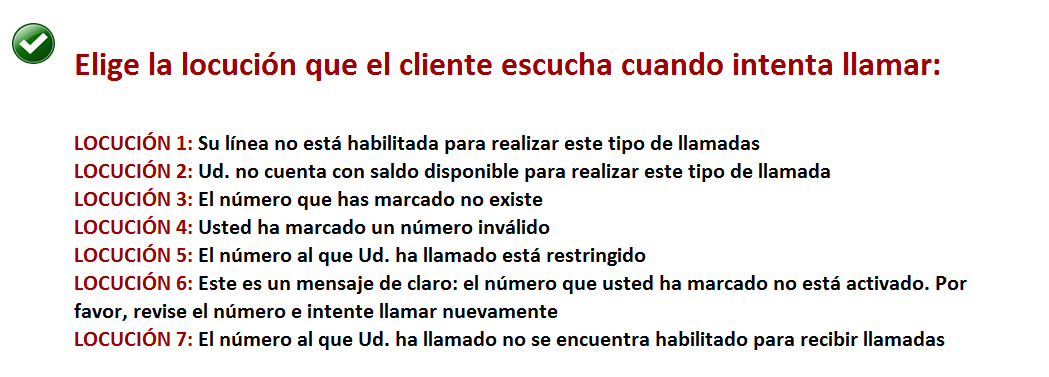 Elige la locución que el cliente escucha cuando intenta llamar:
LOCUCIÓN 1: Su línea no está habilitada para realizar este tipo de llamadas
LOCUCIÓN 2: Ud. no cuenta con saldo disponible para realizar este tipo de llamada
LOCUCIÓN 3: El número que has marcado no existe
LOCUCIÓN 4: Usted ha marcado un número inválido
LOCUCIÓN 5: El número al que Ud. ha llamado está restringido
LOCUCIÓN 6: Este es un mensaje de claro: el número que usted ha marcado no está activado. Por
favor, revise el número e intente llamar nuevamente
LOCUCIÓN 7: El número al que Ud. ha llamado no se encuentra habilitado para recibir llamadas